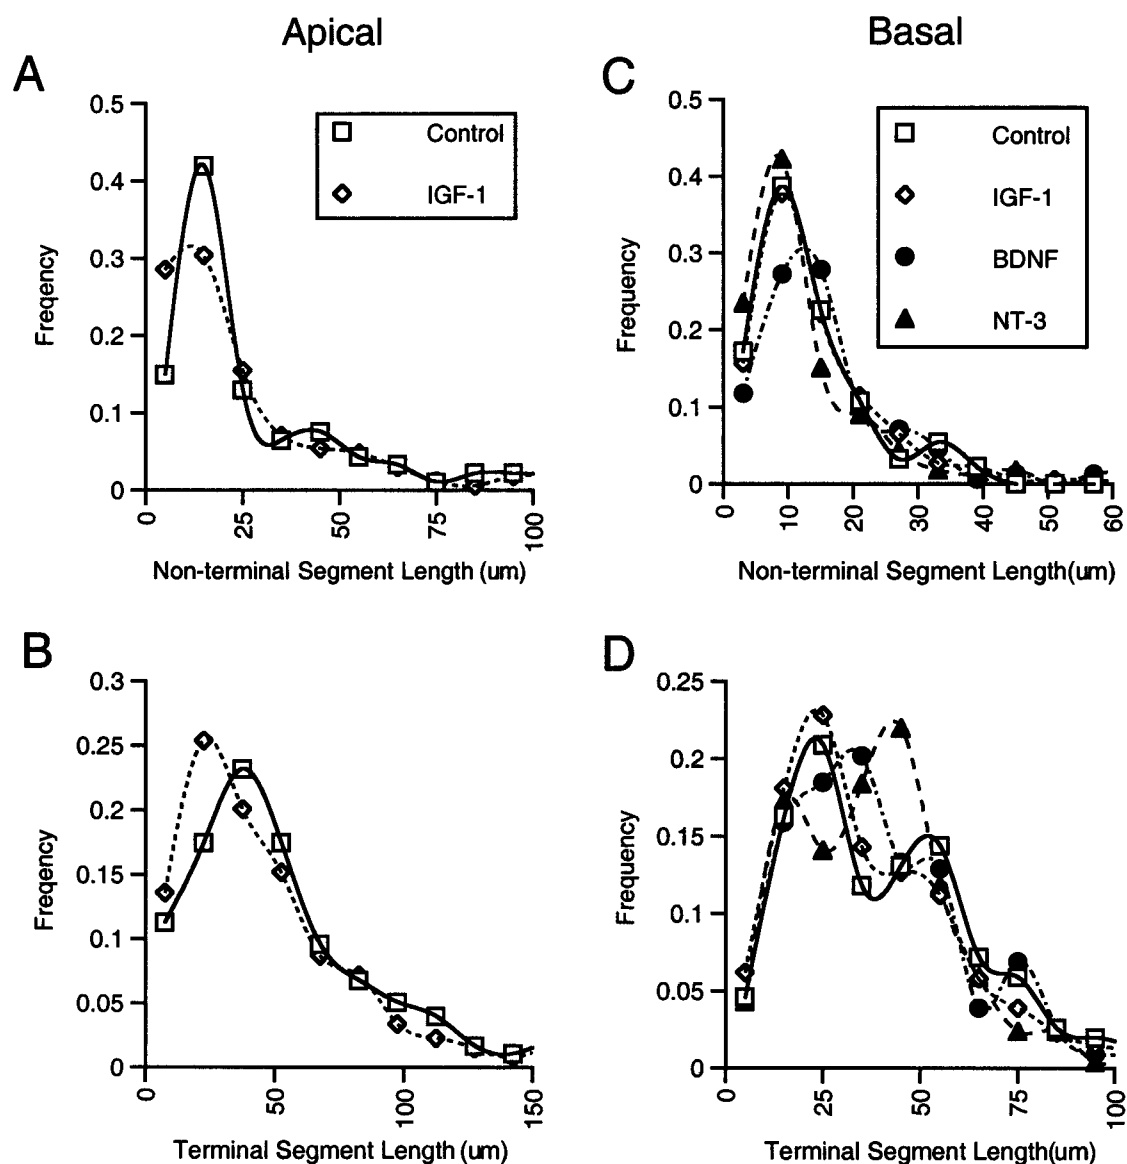 Apical
Basal
A
0.5
0.4
0.3
0.2
0.1
0
Freqency
Control
IGF-1
0
25
50
75
100
Non-terminal Segment Length (um)
C
0.5
0.4
0.3
0.2
0.1
0
Frequency
Control
IGF-1
BDNF
NT-3
0
10
20
30
40
50
60
Non-terminal Segment Length(um)
B
0.3
0.25
0.2
0.15
0.1
0.05
0
Freqency
0
50
100
150
Terminal Segment Length (um)
D
0.25
0.2
0.15
0.1
0.05
0
Frequency
0
25
50
75
100
Terminal Segment Length(um)